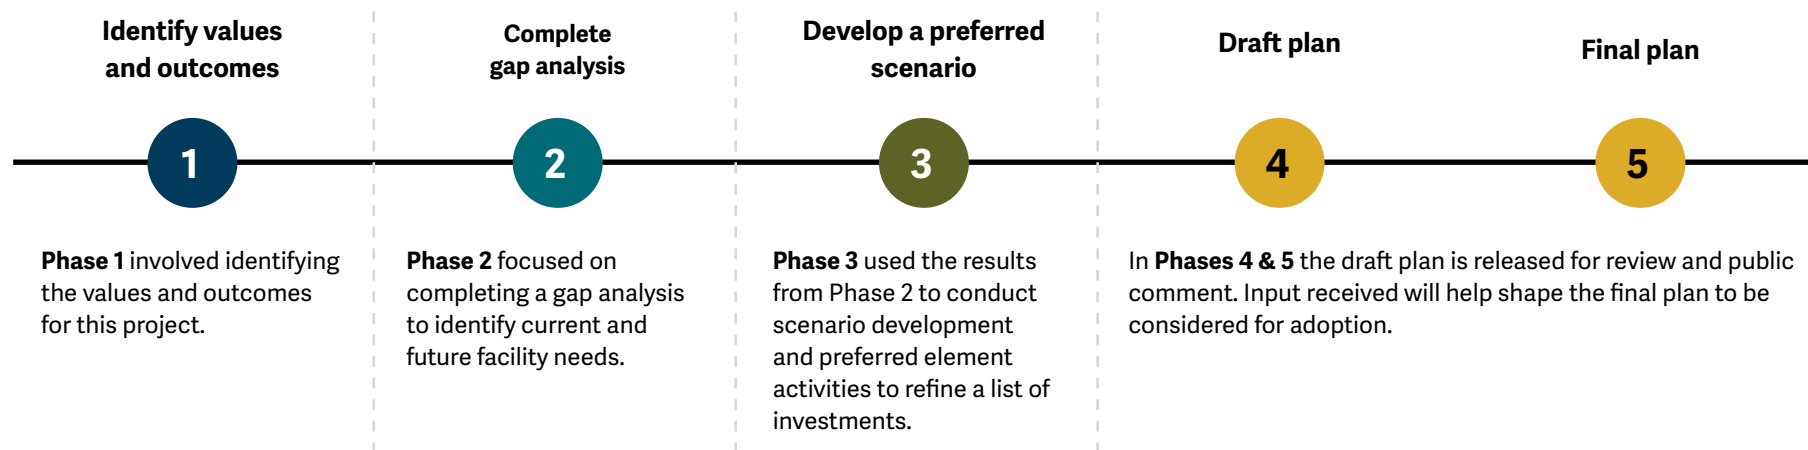 Identify values
and outcomes
Complete
gap analysis
Develop a preferred
scenario
Draft plan
Final plan
1
2
3
4
5
Phase 1 involved identifying
the values and outcomes
for this project.
Phase 2 focused on
completing a gap analysis
to identify current and
future facility needs.
Phase 3 used the results
from Phase 2 to conduct
scenario development
and preferred element
activities to refine a list of
investments.
In Phases 4 & 5 the draft plan is released for review and public
comment. Input received will help shape the final plan to be
considered for adoption.